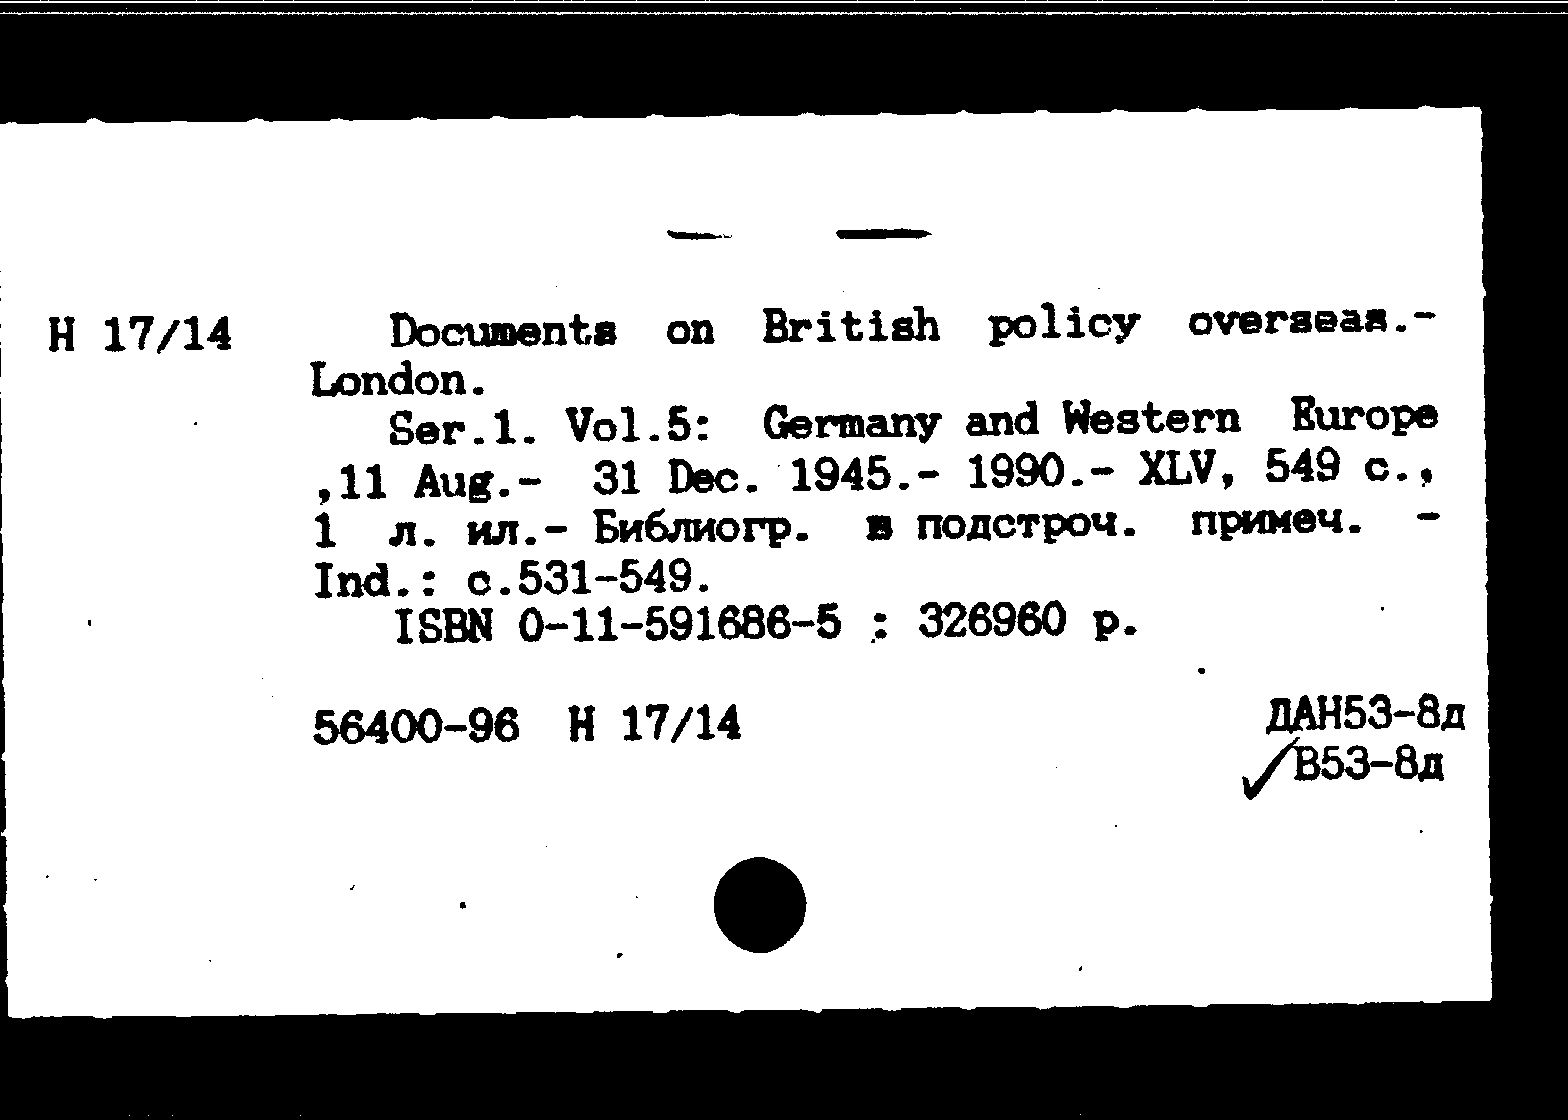 H 17/14 Documents on British policy overseas.-
London.
Ser.1. Vol.5: Germany and Western Europe
,11 Aug.- 31 Dec. 1945.- 1990.- XLV, 549 с.,
1 л. ил.- Библиогр. в подстроч. примеч. -
Ind.: с.531-549.
ISBN 0-11-591686-5 : 326960 р.
56400-96 H 17/14 ДАН53-8д
В53-8д